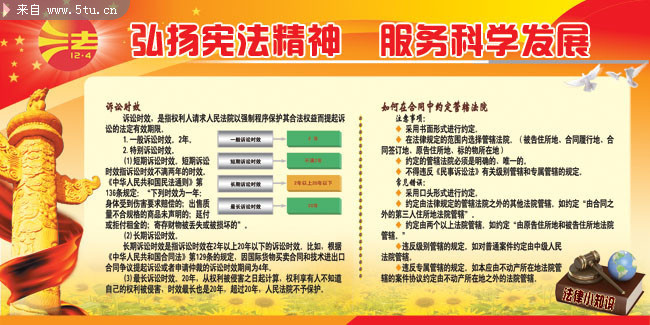 来自 www.5tu.cn
12·4
弘扬宪法精神 服务科学发展
诉讼时效
诉讼时效，是指权利人请求人民法院以强制程序保护其合法权益而提起诉
讼的法定有效期限。
1. 一般诉讼时效，2年。
2. 特别诉讼时效。
(1)短期诉讼时效，短期诉讼
时效指诉讼时效不满两年的时效，
《中华人民共和国民法通则》第
136条规定：“下列时效为一年：
身体受到伤害要求赔偿的；出售质
量不合规格的商品未声明的；延付
或拒付租金的；寄存财物被丢失或被损毁的”．
(2)长期诉讼时效，
长期诉讼时效是指诉讼时效在2年以上20年以下的诉讼时效，比如，根据
《中华人民共和国合同法》第129条的规定，因国际货物买卖合同和技术进出口
合同争议提起诉讼或者申请仲裁的诉讼时效期间为4年．
(3)最长诉讼时效，20年，从权利被侵害之日起计算，权利享有人不知道
自己的权利被侵害，时效最长也是20年，超过20年，人民法院不予保护．
一般诉讼时效
短期诉讼时效
长期诉讼时效
2年以上20年以下
最长诉讼时效
如何在合同中约定管辖法院
注意事项：
采用书面形式进行约定，
在法律规定的范围内选择管辖法院，（被告住所地、合同履行地、合
同签订地、原告住所地、标的物所在地）
约定的管辖法院必须是明确的，唯一的。
不得违反《民事诉讼法》有关级别管辖和专属管辖的规定，
常见错误：
采用口头形式进行约定，
约定由法律规定的管辖法院之外的其他法院管辖，如约定“由合同之
外的第三人住所地法院管辖”．
约定由两个以上法院管辖，如约定“由原告住所地和被告住所地法院
管辖，”
违反级别管辖的规定，如对普通案件约定由中级人民
法院管辖．
违反专属管辖的规定，如本应由不动产所在地法院管
辖的案件协议约定由不动产所在地之外的法院管辖．
法律小知识